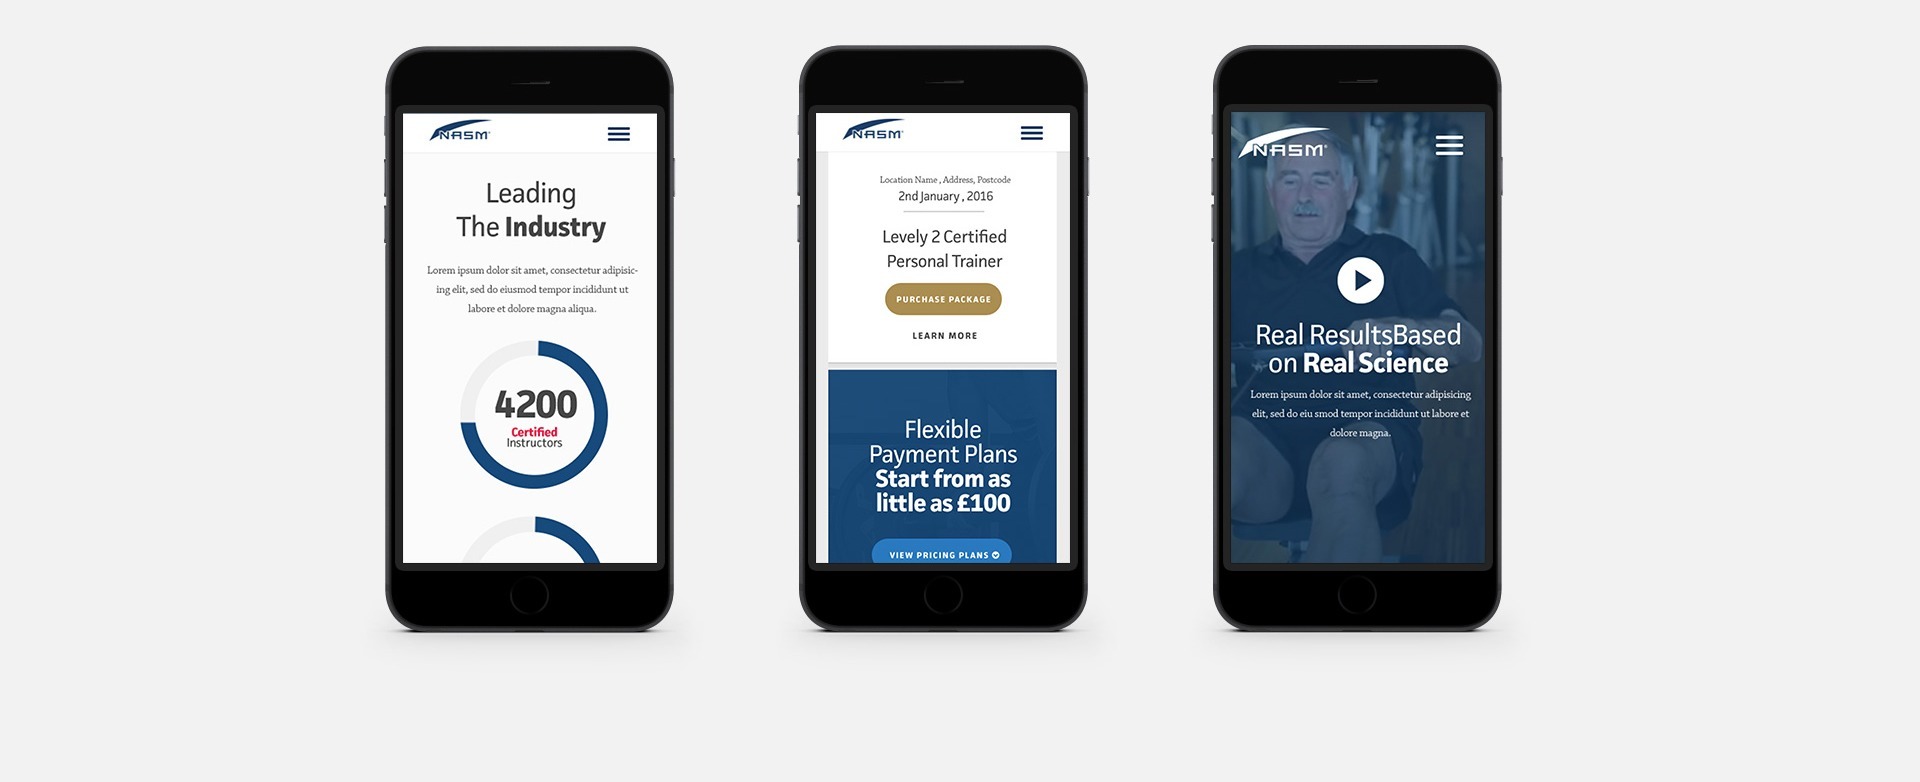 NASM
Leading
The Industry
Lorem ipsum dolor sit amet, consectetur adipisic-
ing elit, sed do eiusmod tempor incididunt ut
labore et dolore magna aliqua.
4200
Certified
Instructors
NASM
Location Name , Address, Postcode
2nd January , 2016
Levely 2 Certified
Personal Trainer
PURCHASE PACKAGE
LEARN MORE
Flexible
Payment Plans
Start from as
little as £100
VIEW PRICING PLANS
NASM
Real ResultsBased
on Real Science
Lorem ipsum dolor sit amet, consectetur adipisicing
elit, sed do eiu smod tempor incididunt ut labore et
dolore magna.